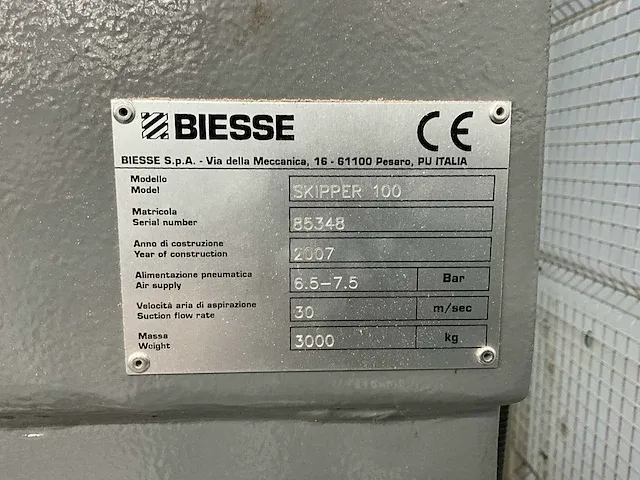 BIESSE CE
BIESSE S.p.A. - Via della Meccanica, 16 - 61100 Pesaro, PU ITALIA
Modello
Model
SKIPPER 100
Matricola
Serial number
85348
Anno di costruzione
Year of construction
2007
Alimentazione pneumatica
Air supply
6.5-7.5 Bar
Velocità aria di aspirazione
Suction flow rate
30 m/sec
Massa
Weight
3000 kg